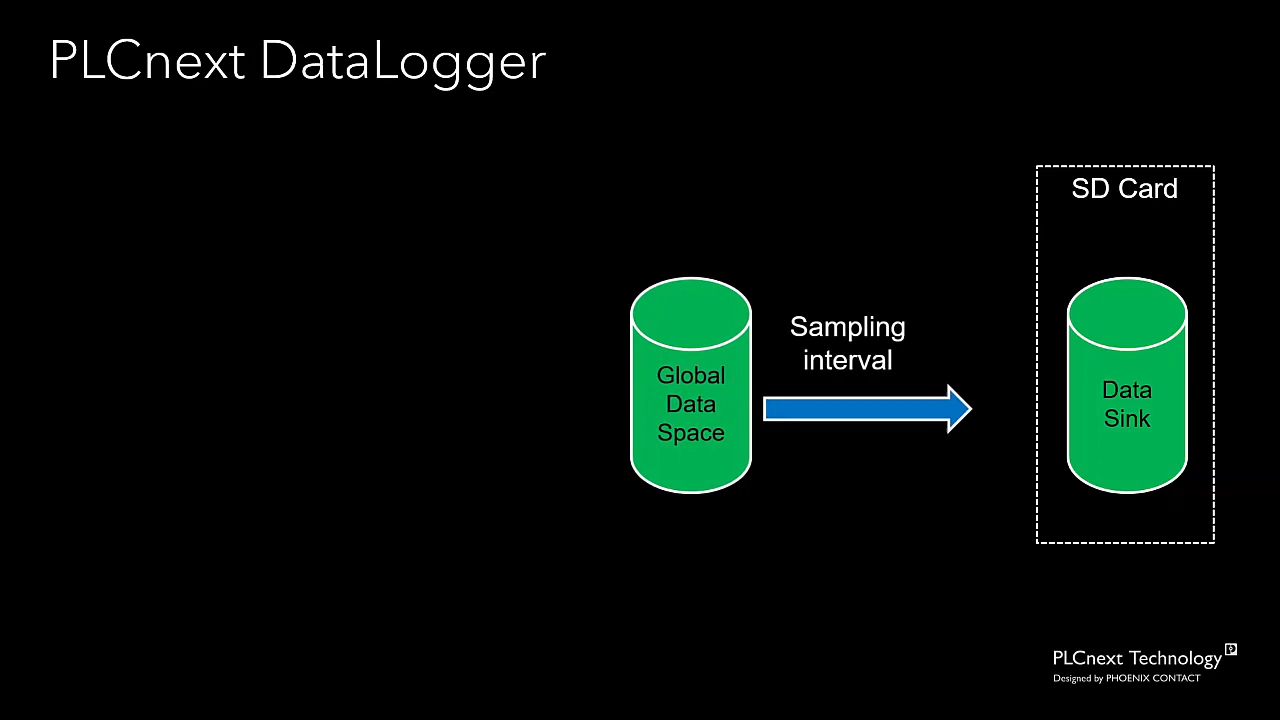 PLCnext DataLogger
SD Card
Sampling
interval
Global
Data
Space
Data
Sink
PLCnext Technology
Designed by PHOENIX CONTACT